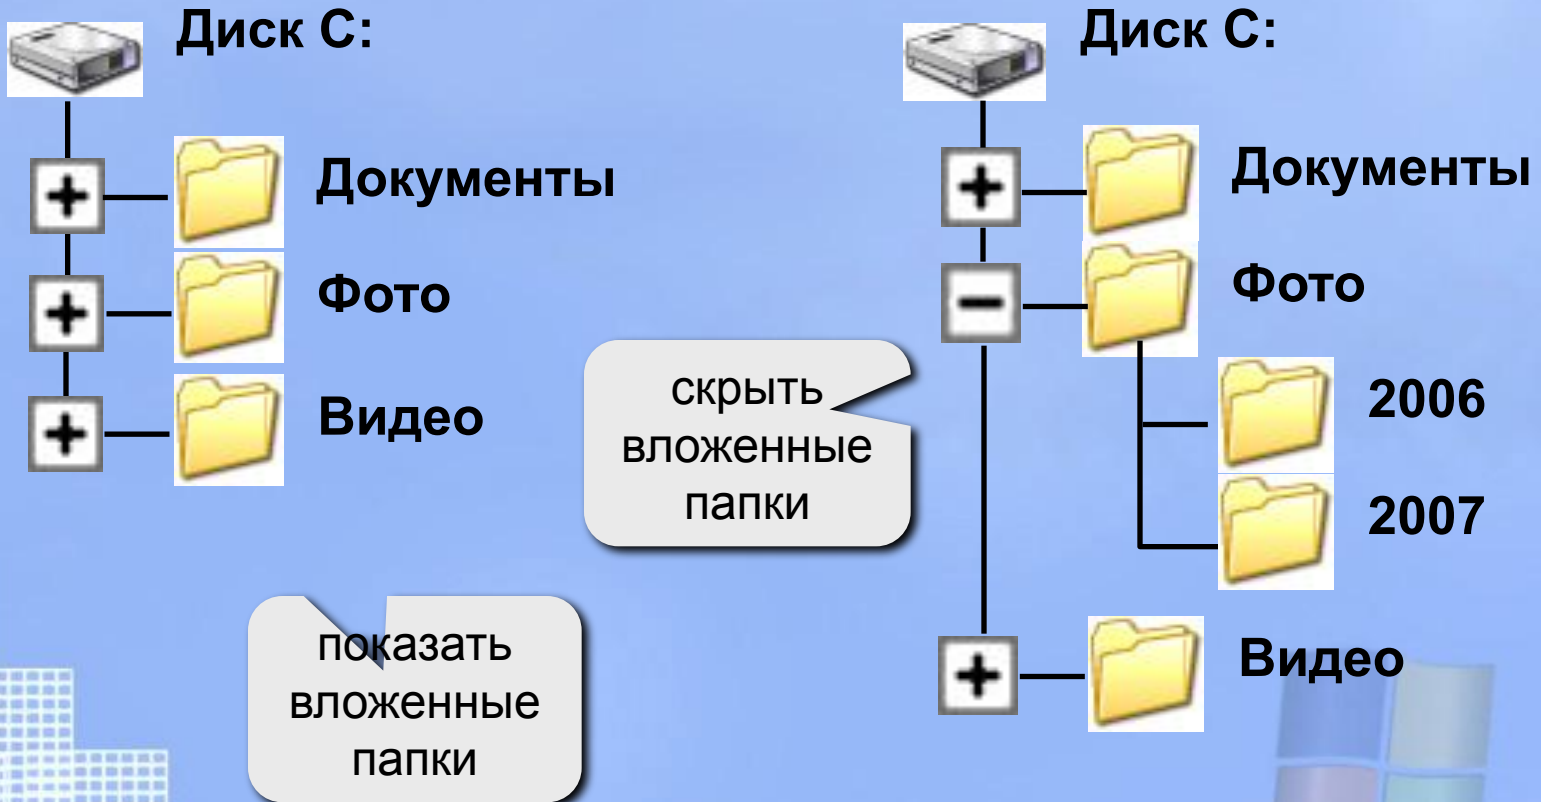 Диск C:
Документы
Фото
Видео
показать
вложенные
папки
скрыть
вложенные
папки
Диск C:
Документы
Фото
2006
2007
Видео